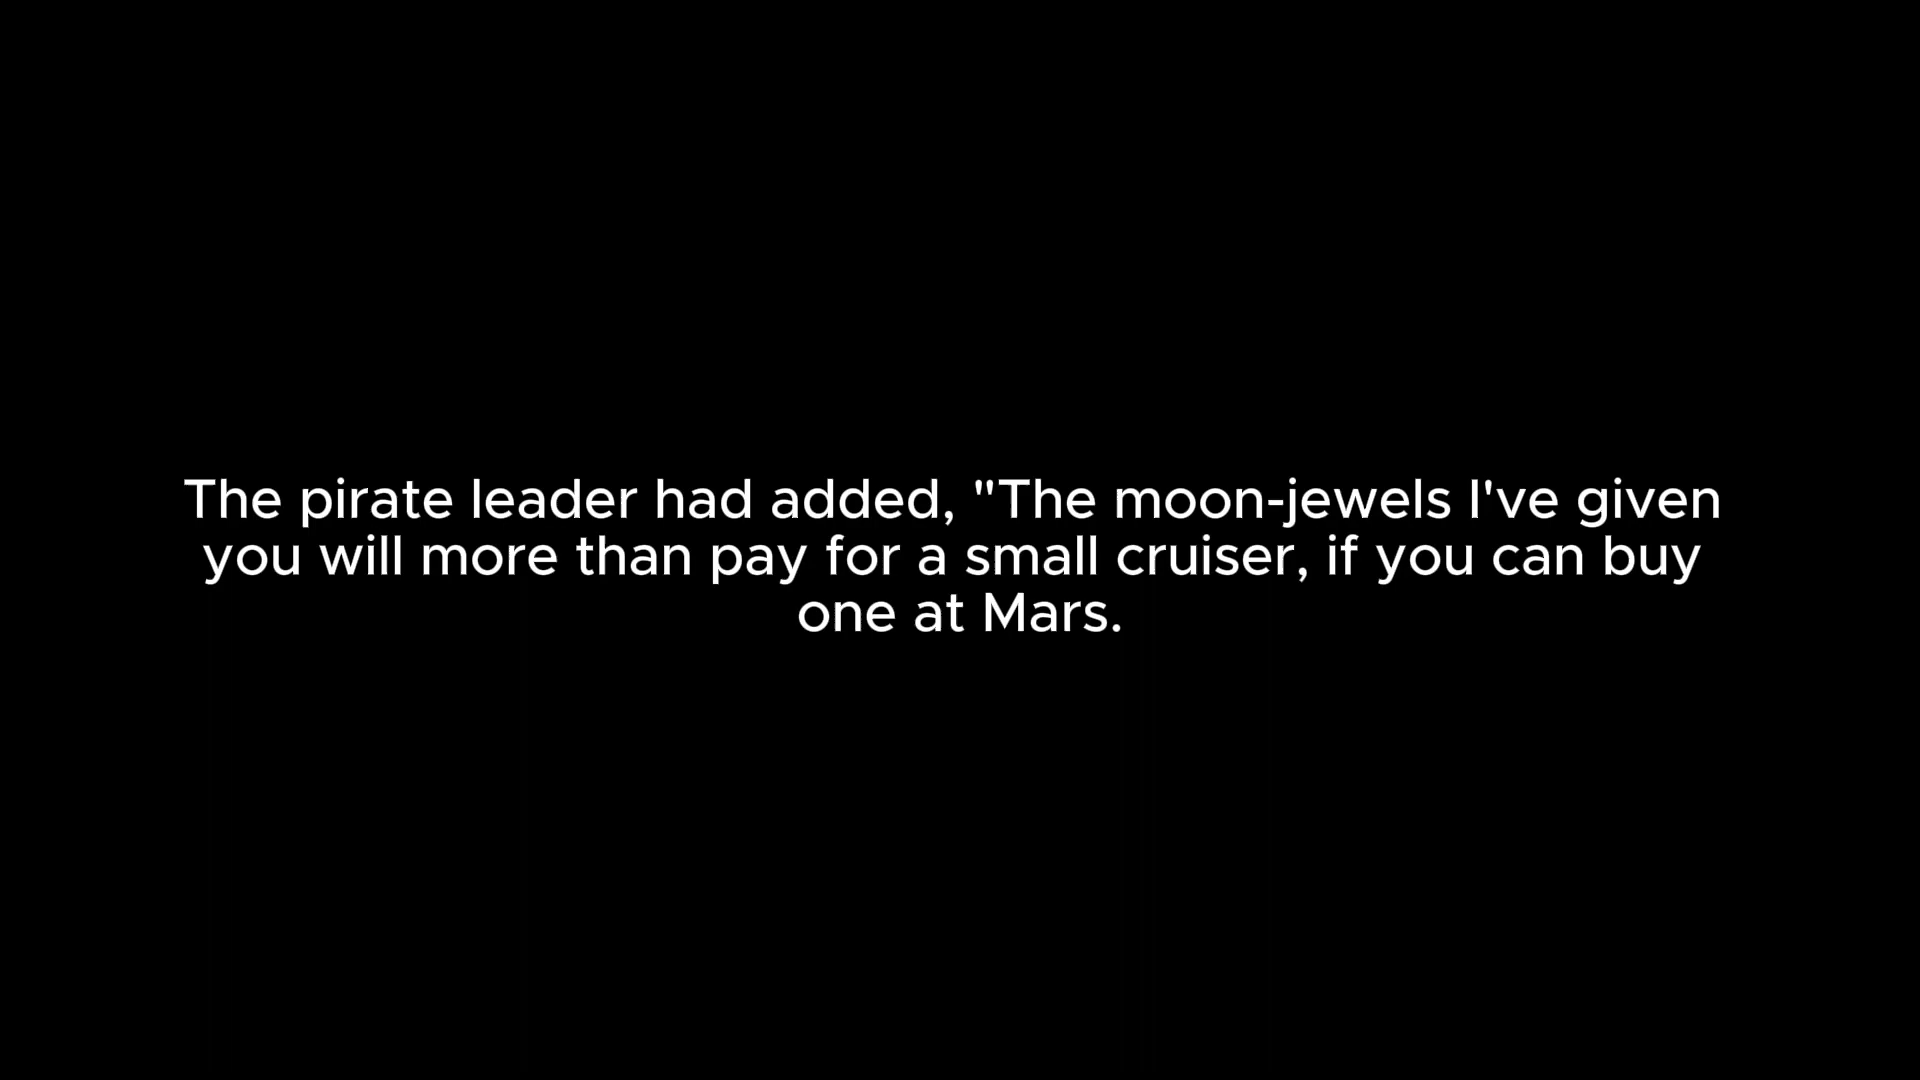 The pirate leader had added, "The moon-jewels I've given
you will more than pay for a small cruiser, if you can buy
one at Mars.